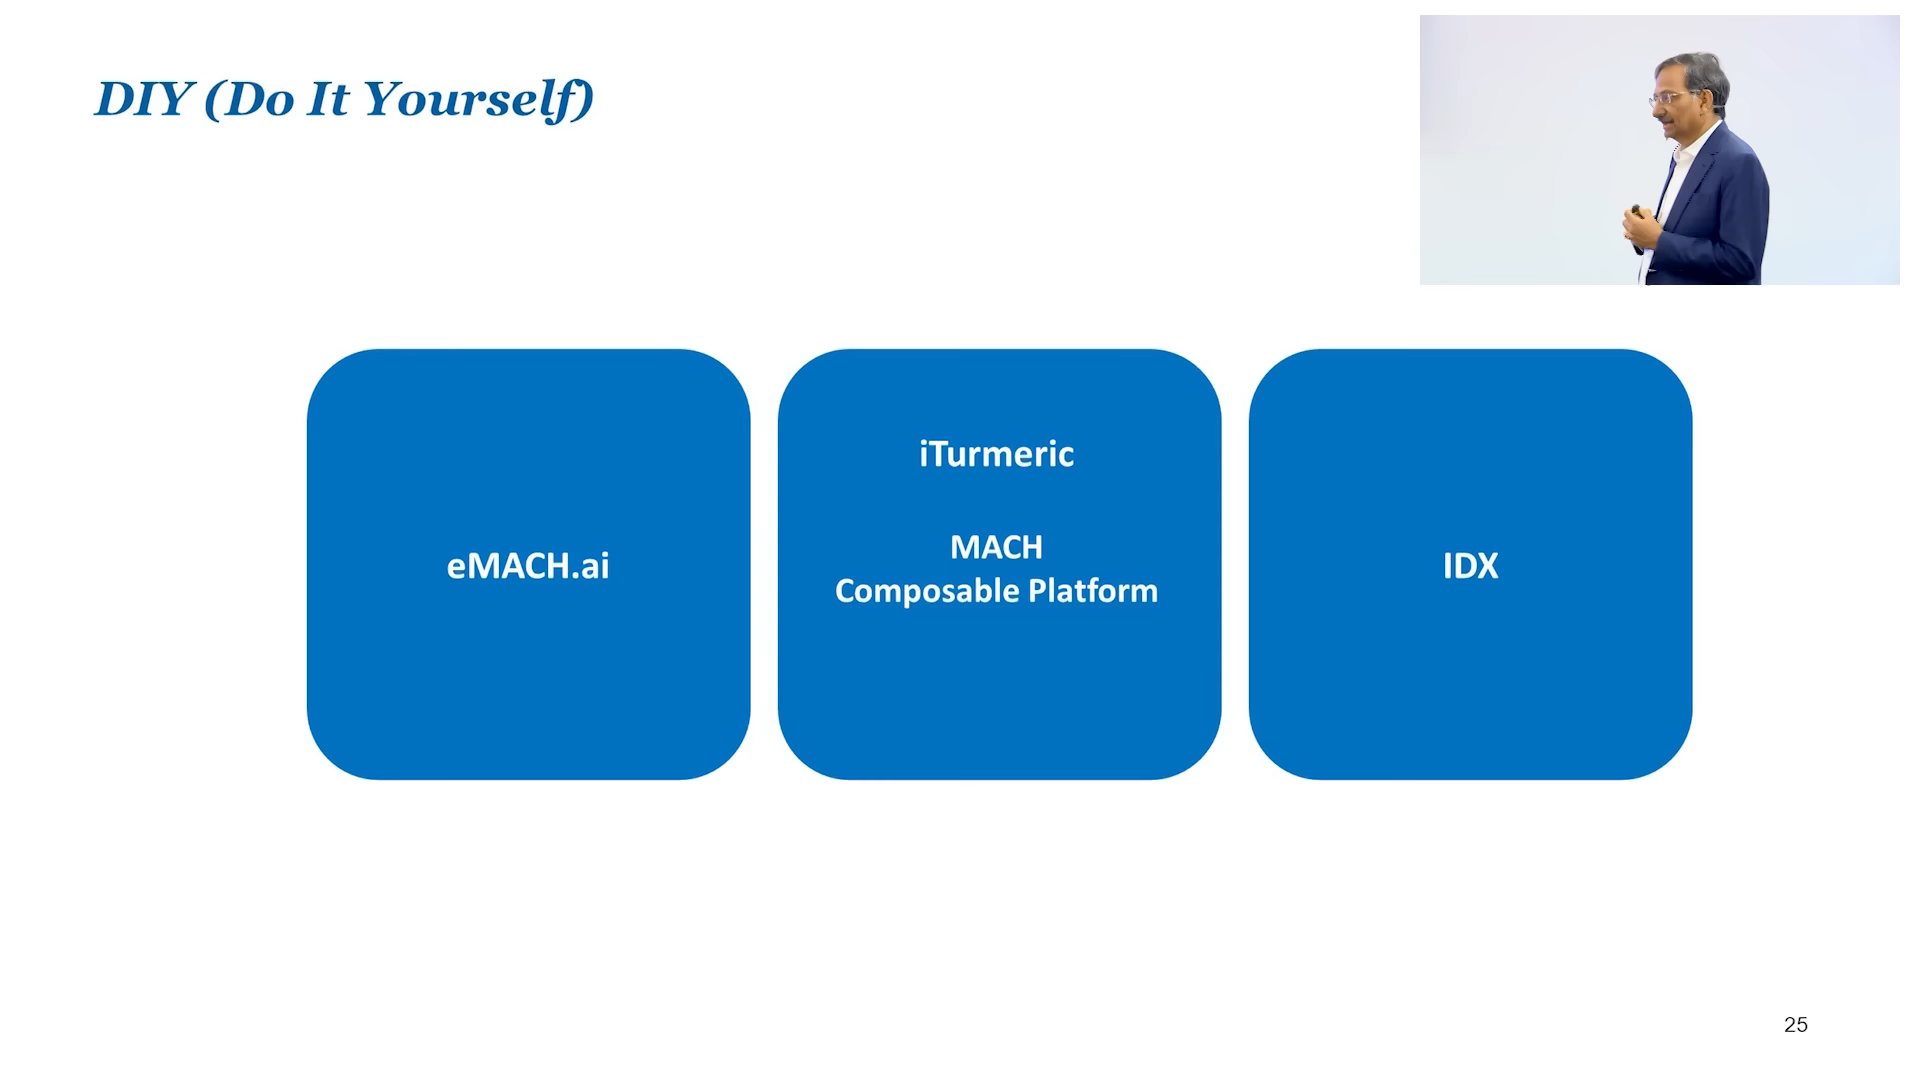 DIY (Do It Yourself)
eMACH.ai
iTurmeric
MACH
Composable Platform
IDX
25